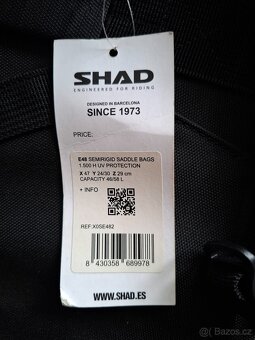 SHAD
ENGINEERED FOR RIDING
DESIGNED IN BARCELONA
SINCE 1973
PRICE:
E48 SEMIRIGID SADDLE BAGS
1.500 H UV PROTECTION
X 47 Y 24/30 Z 29 cm
CAPACITY 46/58 L
+ INFO
REF:X0SE482
8 430358 689978
WWW.SHAD.ES
Bazoš.cz